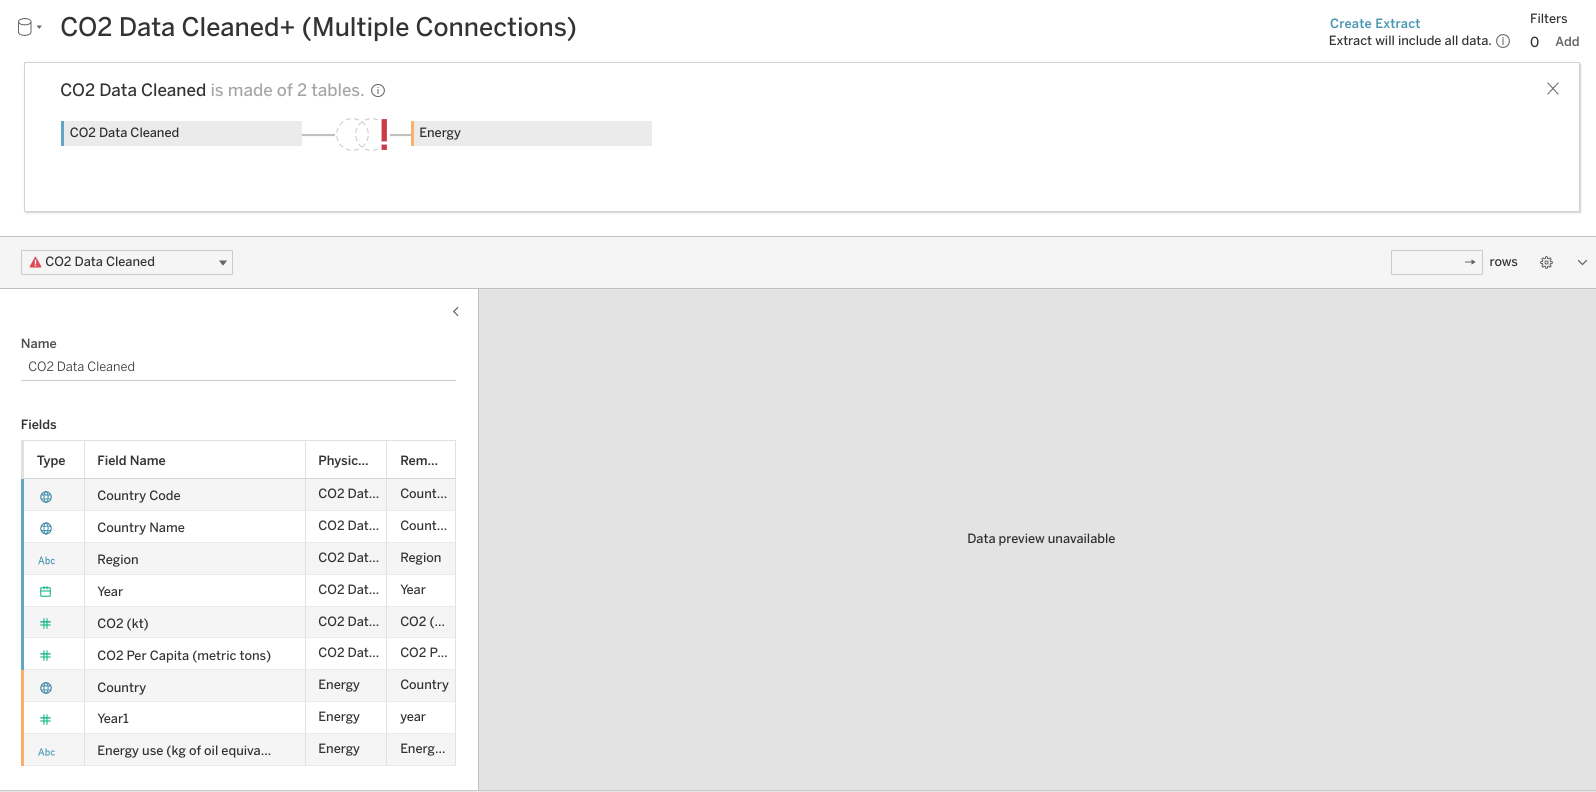 CO2 Data Cleaned+ (Multiple Connections)
Create Extract
Extract will include all data.
Filters
0 Add
CO2 Data Cleaned is made of 2 tables.
CO2 Data Cleaned
Energy
CO2 Data Cleaned
rows
Name
CO2 Data Cleaned
Fields
Type Field Name Physic... Rem...
Country Code CO2 Dat... Count...
Country Name CO2 Dat... Count...
Abc Region CO2 Dat... Region
Year CO2 Dat... Year
CO2 (kt) CO2 Dat... CO2 (...
CO2 Per Capita (metric tons) CO2 Dat... CO2 P...
Country Energy Country
Year1 Energy year
Abc Energy use (kg of oil equiva... Energy Energ...
Data preview unavailable